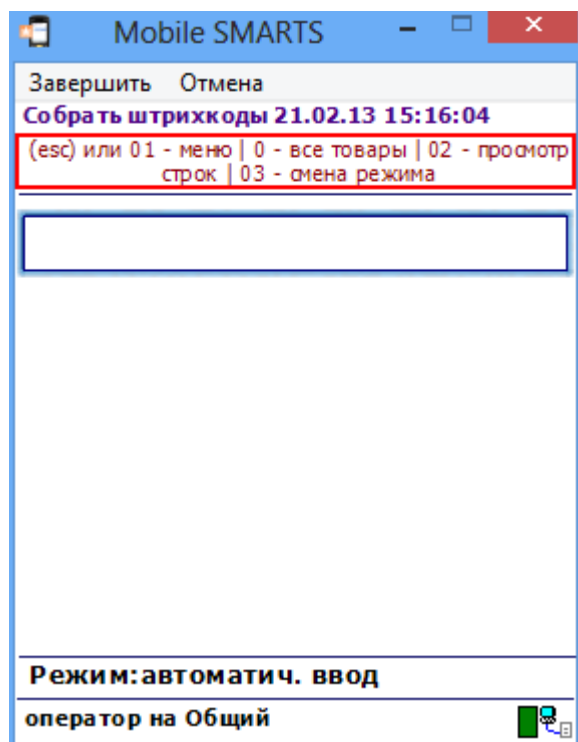 Mobile SMARTS
Завершить Отмена
Собрать штрихкоды 21.02.13 15:16:04
(esc) или 01 - меню | 0 - все товары | 02 - просмотр
строк | 03 - смена режима
Режим:автоматич. ввод
оператор на Общий